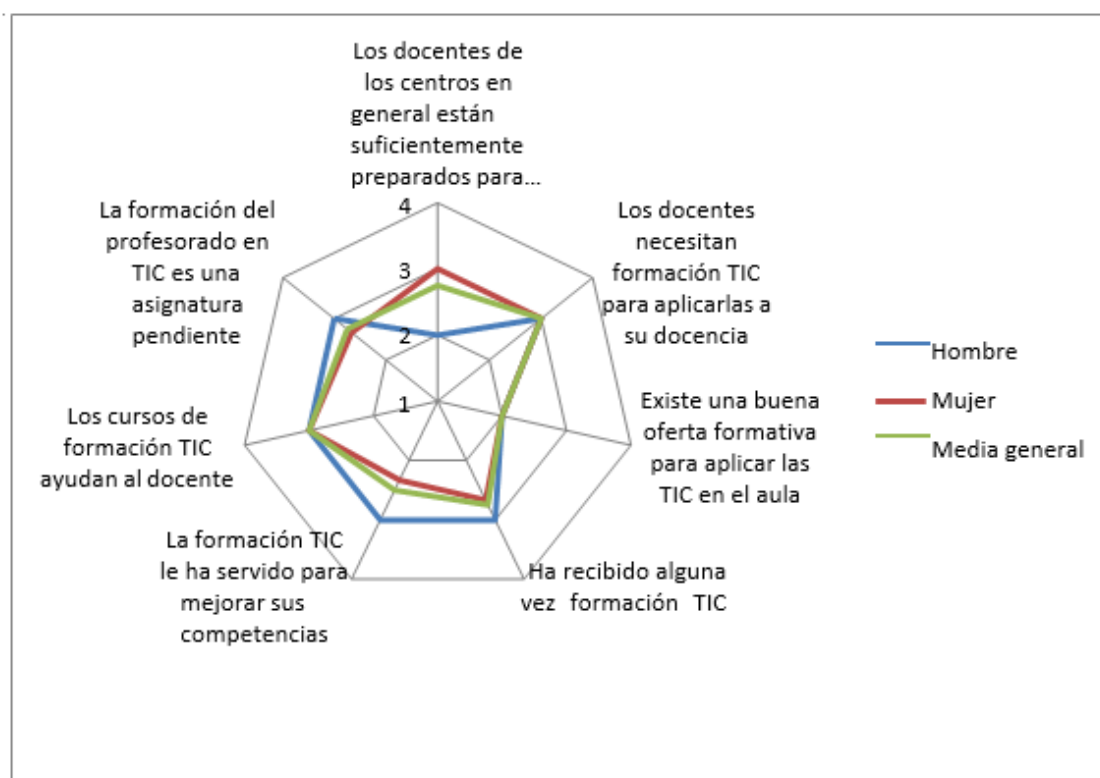 Los docentes de
los centros en
general están
suficientemente
preparados para...
Los docentes
necesitan
formación TIC
para aplicarlas a
su docencia
Existe una buena
oferta formativa
para aplicar las
TIC en el aula
Ha recibido alguna
vez formación TIC
La formación TIC
le ha servido para
mejorar sus
competencias
Los cursos de
formación TIC
ayudan al docente
La formación del
profesorado en
TIC es una
asignatura
pendiente
4
3
2
1
Hombre
Mujer
Media general